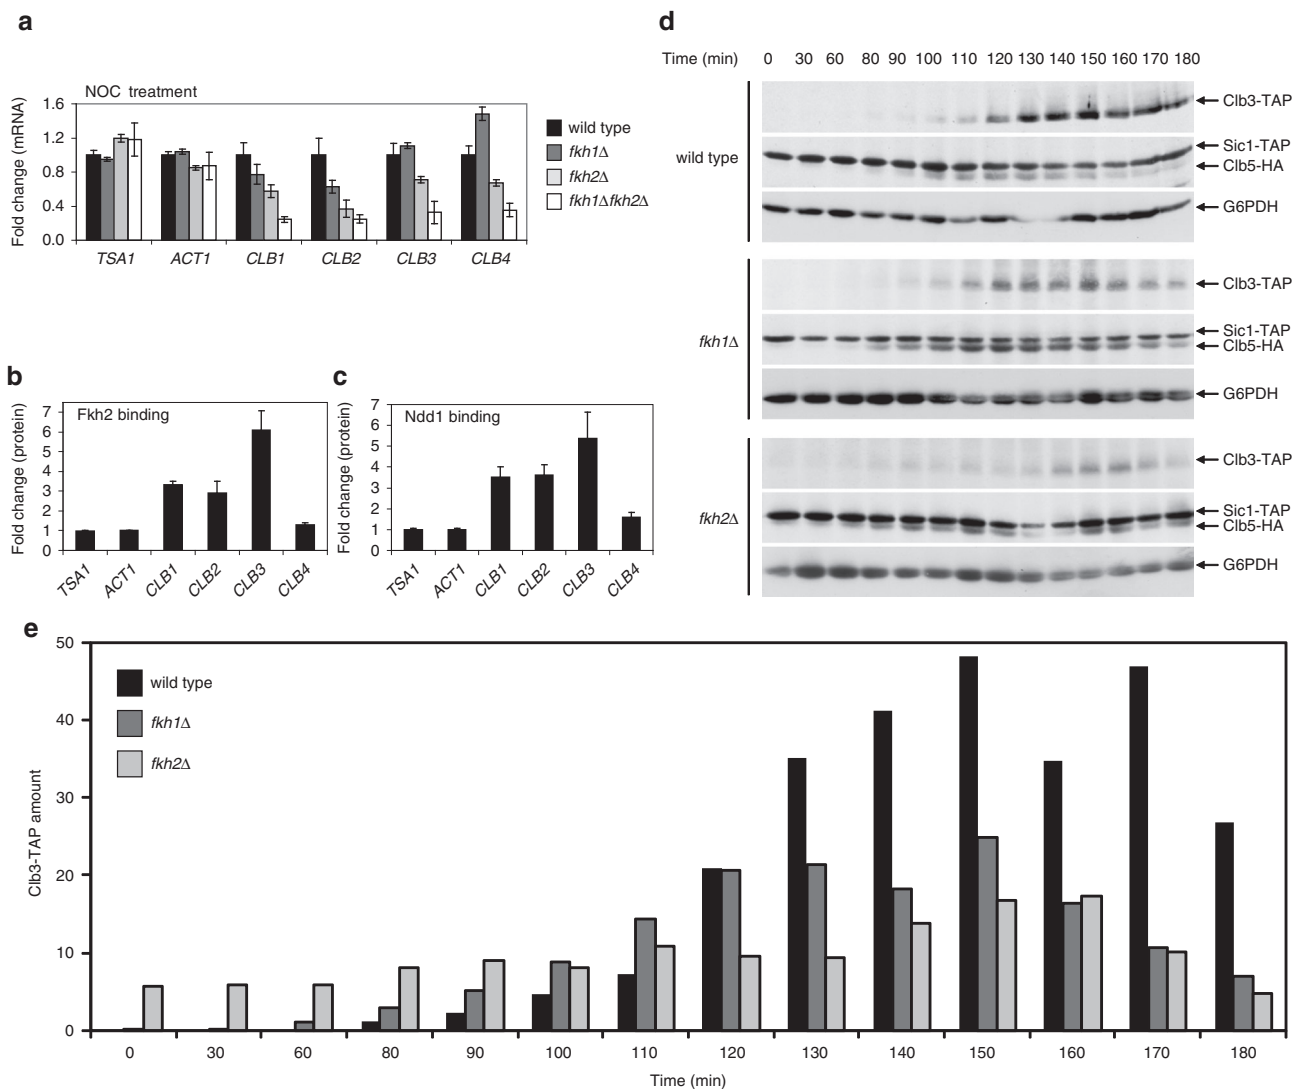 a
NOC treatment
Fold change (mRNA)
1.6
1.2
0.8
0.4
0.0
TSA1 ACT1 CLB1 CLB2 CLB3 CLB4
wild type
fkh1Δ
fkh2Δ
fkh1Δfkh2Δ
b
Fkh2 binding
Fold change (protein)
7
6
5
4
3
2
1
0
TSA1 ACT1 CLB1 CLB2 CLB3 CLB4
c
Ndd1 binding
Fold change (protein)
7
6
5
4
3
2
1
0
TSA1 ACT1 CLB1 CLB2 CLB3 CLB4
d
Time (min) 0 30 60 80 90 100 110 120 130 140 150 160 170 180
wild type
Clb3-TAP
Sic1-TAP
Clb5-HA
G6PDH
fkh1Δ
Clb3-TAP
Sic1-TAP
Clb5-HA
G6PDH
fkh2Δ
Clb3-TAP
Sic1-TAP
Clb5-HA
G6PDH
e
Clb3-TAP amount
50
40
30
20
10
0
wild type
fkh1Δ
fkh2Δ
0 30 60 80 90 100 110 120 130 140 150 160 170 180
Time (min)